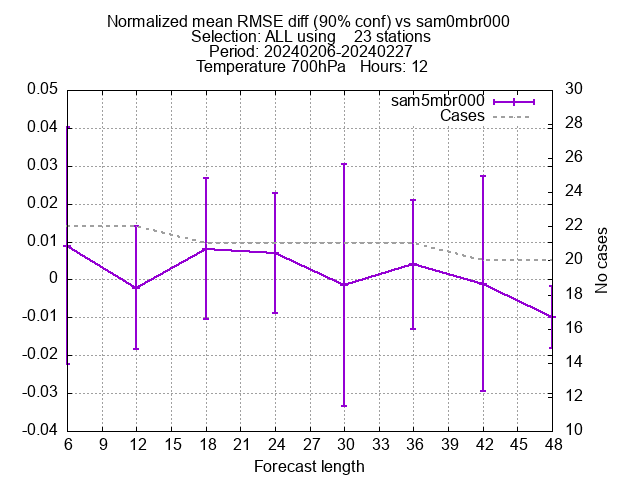 Normalized mean RMSE diff (90% conf) vs sam0mbr000
Selection: ALL using    23 stations
Period: 20240206-20240227
Temperature 700hPa   Hours: 12
sam5mbr000
Cases
0.05
0.04
0.03
0.02
0.01
0
-0.01
-0.02
-0.03
-0.04
30
28
26
24
22
20
18
16
14
12
10
No cases
6 9 12 15 18 21 24 27 30 33 36 39 42 45 48
Forecast length